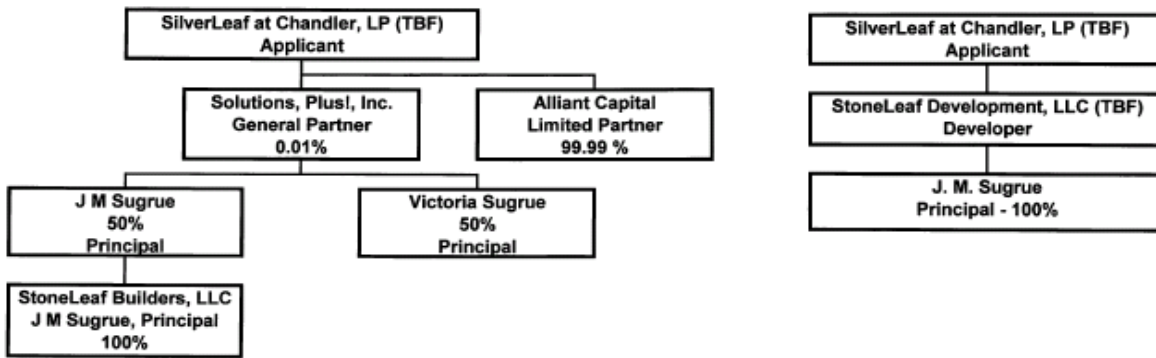 SilverLeaf at Chandler, LP (TBF)
Applicant
Solutions, Plus!, Inc.
General Partner
0.01%
Alliant Capital
Limited Partner
99.99 %
J M Sugrue
50%
Principal
Victoria Sugrue
50%
Principal
StoneLeaf Builders, LLC
J M Sugrue, Principal
100%
SilverLeaf at Chandler, LP (TBF)
Applicant
StoneLeaf Development, LLC (TBF)
Developer
J. M. Sugrue
Principal - 100%